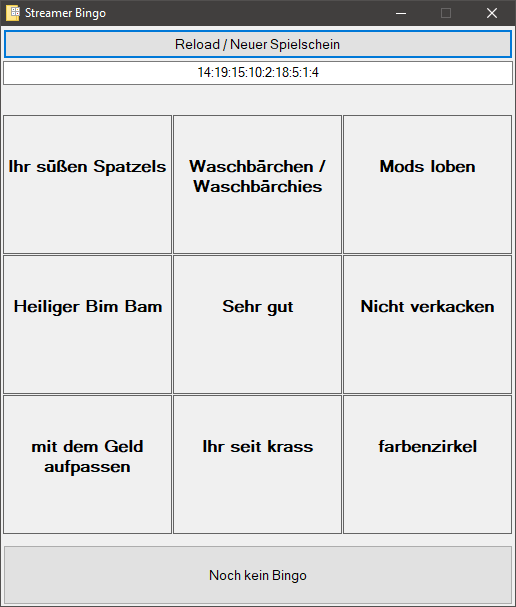 Streamer Bingo
Reload / Neuer Spielschein
14:19:15:10:2:18:5:1:4
Ihr süßen Spatzels
Waschbärchen /
Waschbärchies
Mods loben
Heiliger Bim Bam
Sehr gut
Nicht verkacken
mit dem Geld
aufpassen
Ihr seit krass
farbenzirkel
Noch kein Bingo